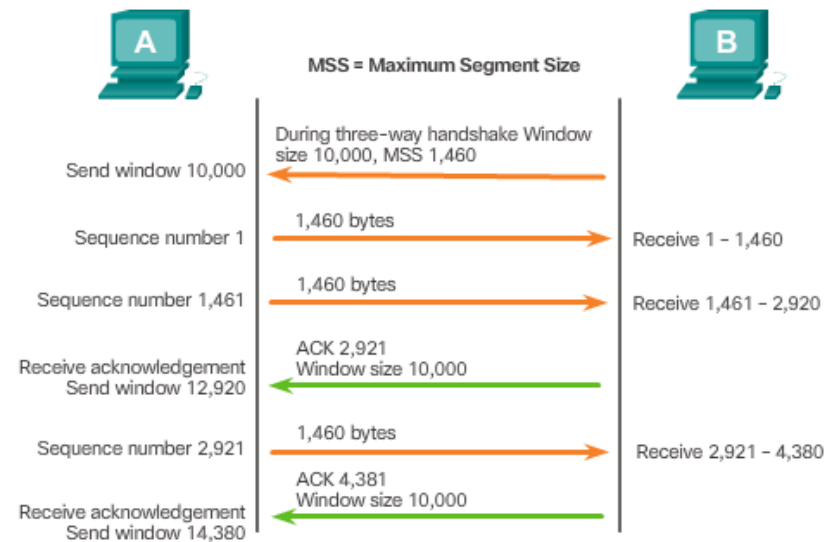 A
B
MSS = Maximum Segment Size
During three-way handshake Window
size 10,000, MSS 1,460
Send window 10,000
1,460 bytes
Sequence number 1
Receive 1 - 1,460
1,460 bytes
Sequence number 1,461
Receive 1,461 - 2,920
ACK 2,921
Window size 10,000
Receive acknowledgement
Send window 12,920
1,460 bytes
Sequence number 2,921
Receive 2,921 - 4,380
ACK 4,381
Window size 10,000
Receive acknowledgement
Send window 14,380